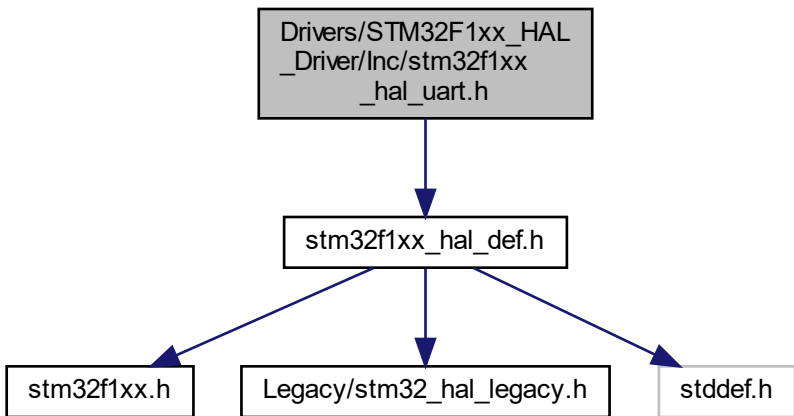 Drivers/STM32F1xx_HAL
_Driver/Inc/stm32f1xx
_hal_uart.h
stm32f1xx_hal_def.h
stm32f1xx.h
Legacy/stm32_hal_legacy.h
stddef.h